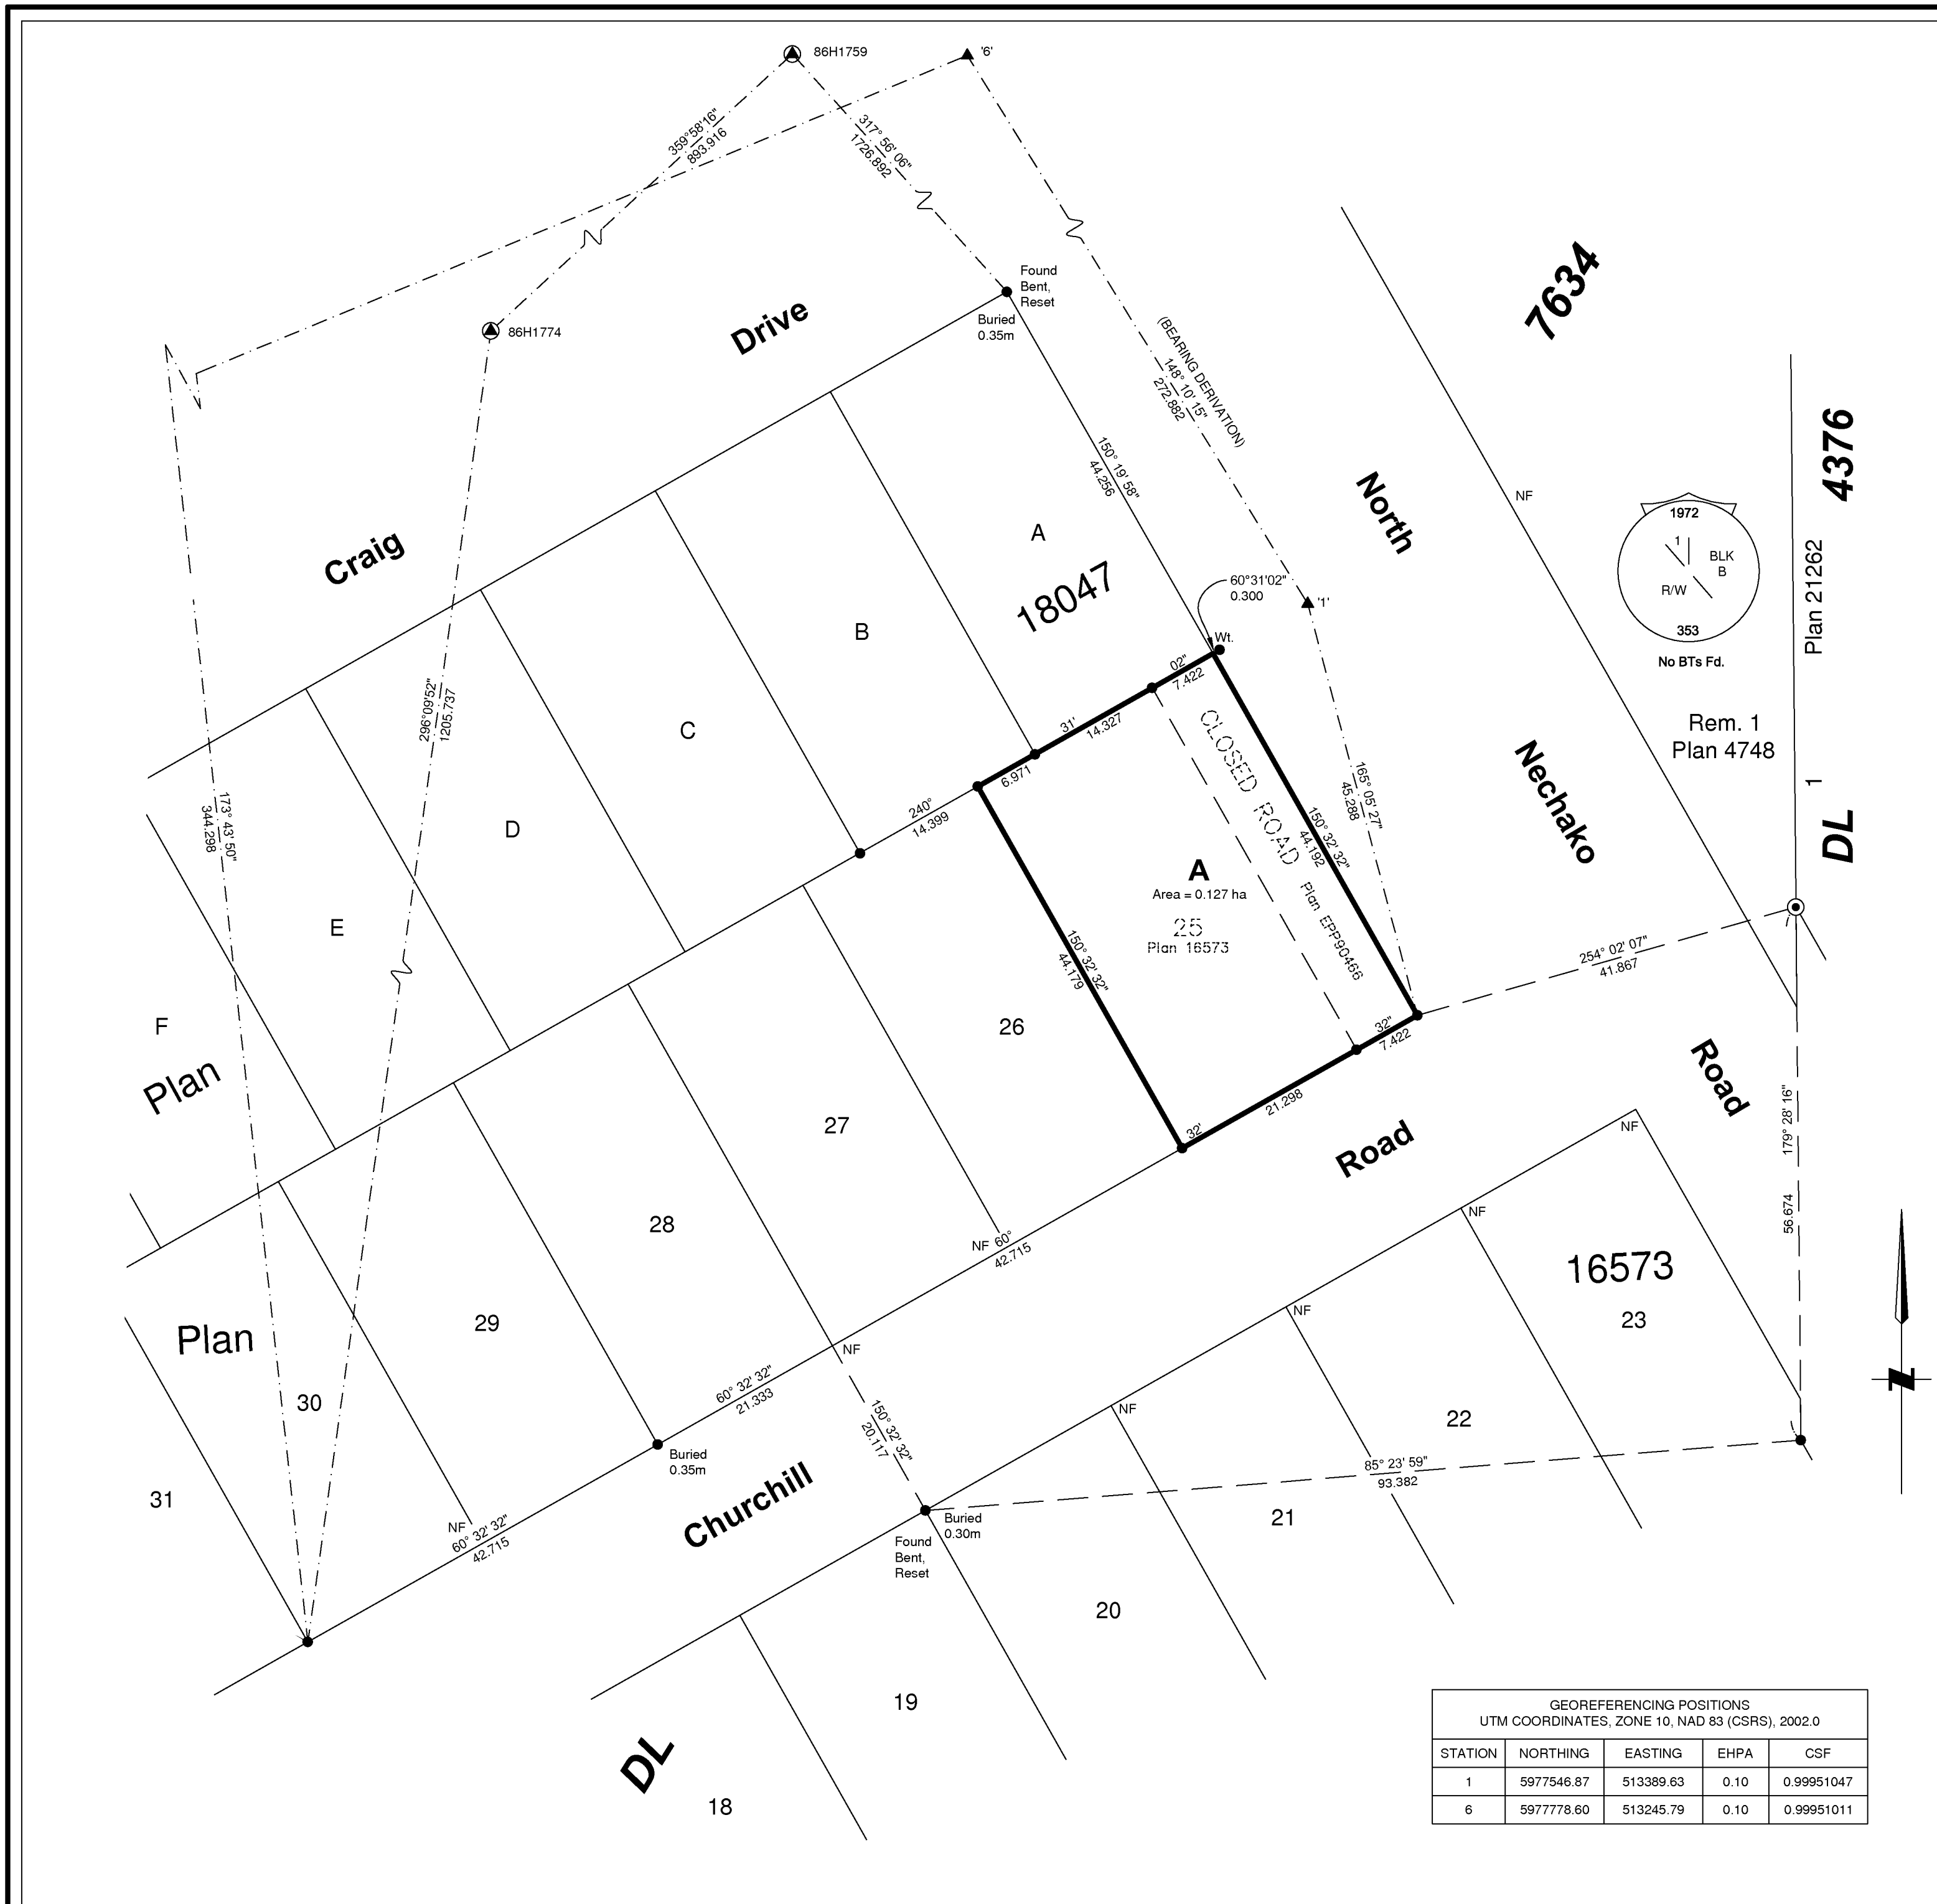 86H1759
'6'
359°58'16"
893.916
317° 56' 06"
1726.892
Found
Bent,
Reset
Buried
0.35m
86H1774
Drive
7634
(BEARING DERIVATION)
148° 10' 15"
272.882
4376
150° 19' 58"
44.256
North
NF
1972
1
BLK
B
R/W
353
No BTs Fd.
Plan 21262
Craig
A
18047
60°31'02"
0.300
'1'
Wt.
B
02"
7.422
296°09'52"
1205.737
C
31'
14.327
CLOSED ROAD Plan EPP90466
Rem. 1
Plan 4748
6.971
Nechako
1
DL
173° 43' 50"
344.298
D
240°
14.399
165° 05' 27"
45.288
150° 32' 32"
44.192
A
Area = 0.127 ha
25
Plan 16573
E
150° 32' 32"
44.179
254° 02' 07"
41.867
F
Plan
26
32"
7.422
Road
27
32'
21.298
Road
179° 28' 16"
56.674
NF
28
NF 60°
42.715
NF
16573
23
Plan
29
NF
NF
30
60° 32' 32"
21.333
150° 32' 32"
20.117
NF
22
N
31
Buried
0.35m
85° 23' 59"
93.382
Churchill
NF
60° 32' 32"
42.715
Buried
0.30m
Found
Bent,
Reset
21
20
19
DL
18
GEOREFERENCING POSITIONS
UTM COORDINATES, ZONE 10, NAD 83 (CSRS), 2002.0
STATION NORTHING EASTING EHPA CSF
1 5977546.87 513389.63 0.10 0.99951047
6 5977778.60 513245.79 0.10 0.99951011